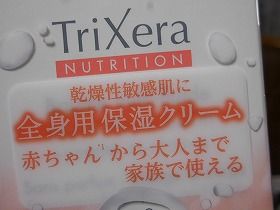 TriXera
NUTRITION
乾燥性敏感肌に
全身用保湿クリーム
赤ちゃん*1から大人まで
家族で使える